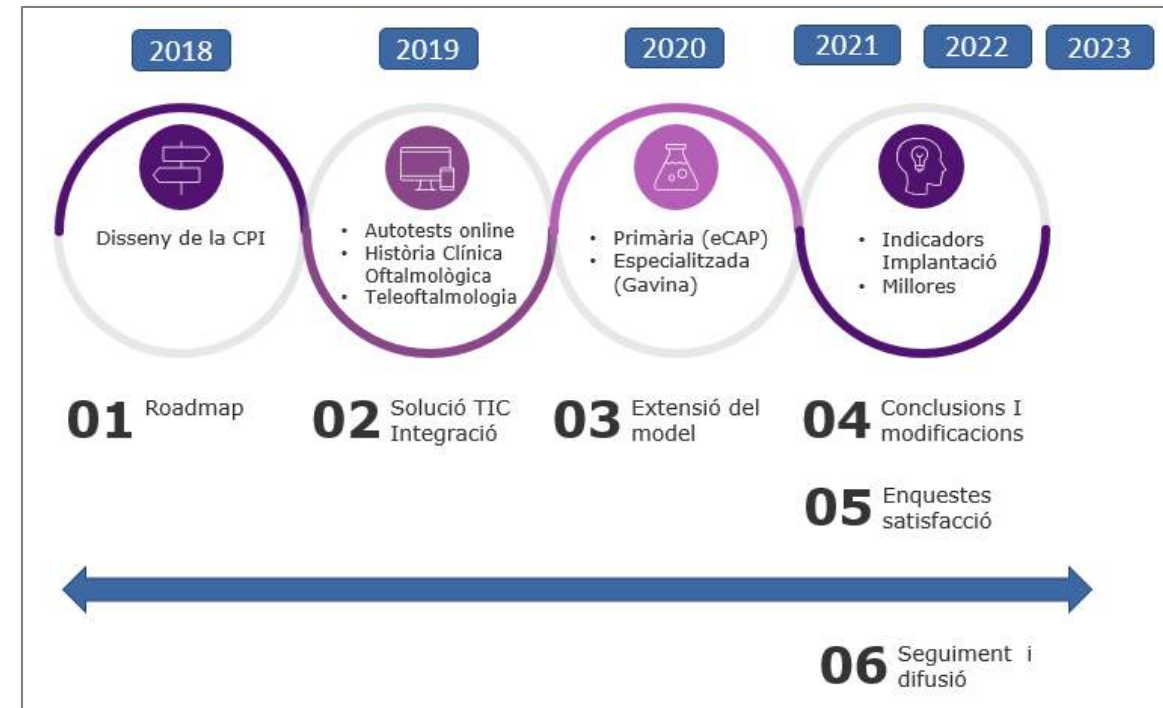 2018
2019
2020
2021
2022
2023
Disseny de la CPI
• Autotests online
• Història Clínica
Oftalmològica
• Teleoftalmologia
• Primària (eCAP)
• Especialitzada
(Gavina)
• Indicadors
Implantació
• Millores
01 Roadmap
02 Solució TIC
Integració
03 Extensió del
model
04 Conclusions I
modificacions
05 Enquestes
satisfacció
06 Seguiment i
difusió